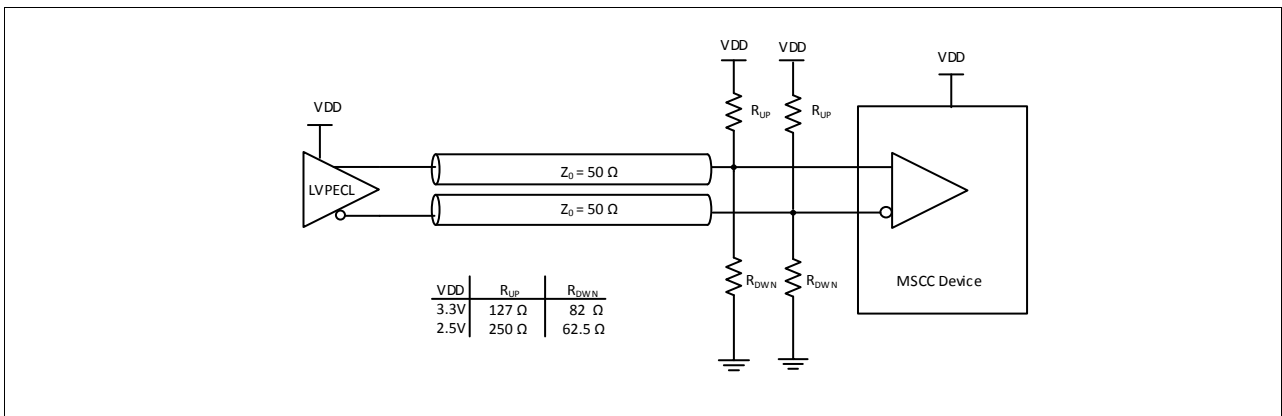 VDD
VDD
VDD
VDD
R_UP
R_UP
LVPECL
Z₀ = 50 Ω
Z₀ = 50 Ω
R_DWN
R_DWN
MSCC Device
VDD R_UP R_DWN
3.3V 127 Ω 82 Ω
2.5V 250 Ω 62.5 Ω